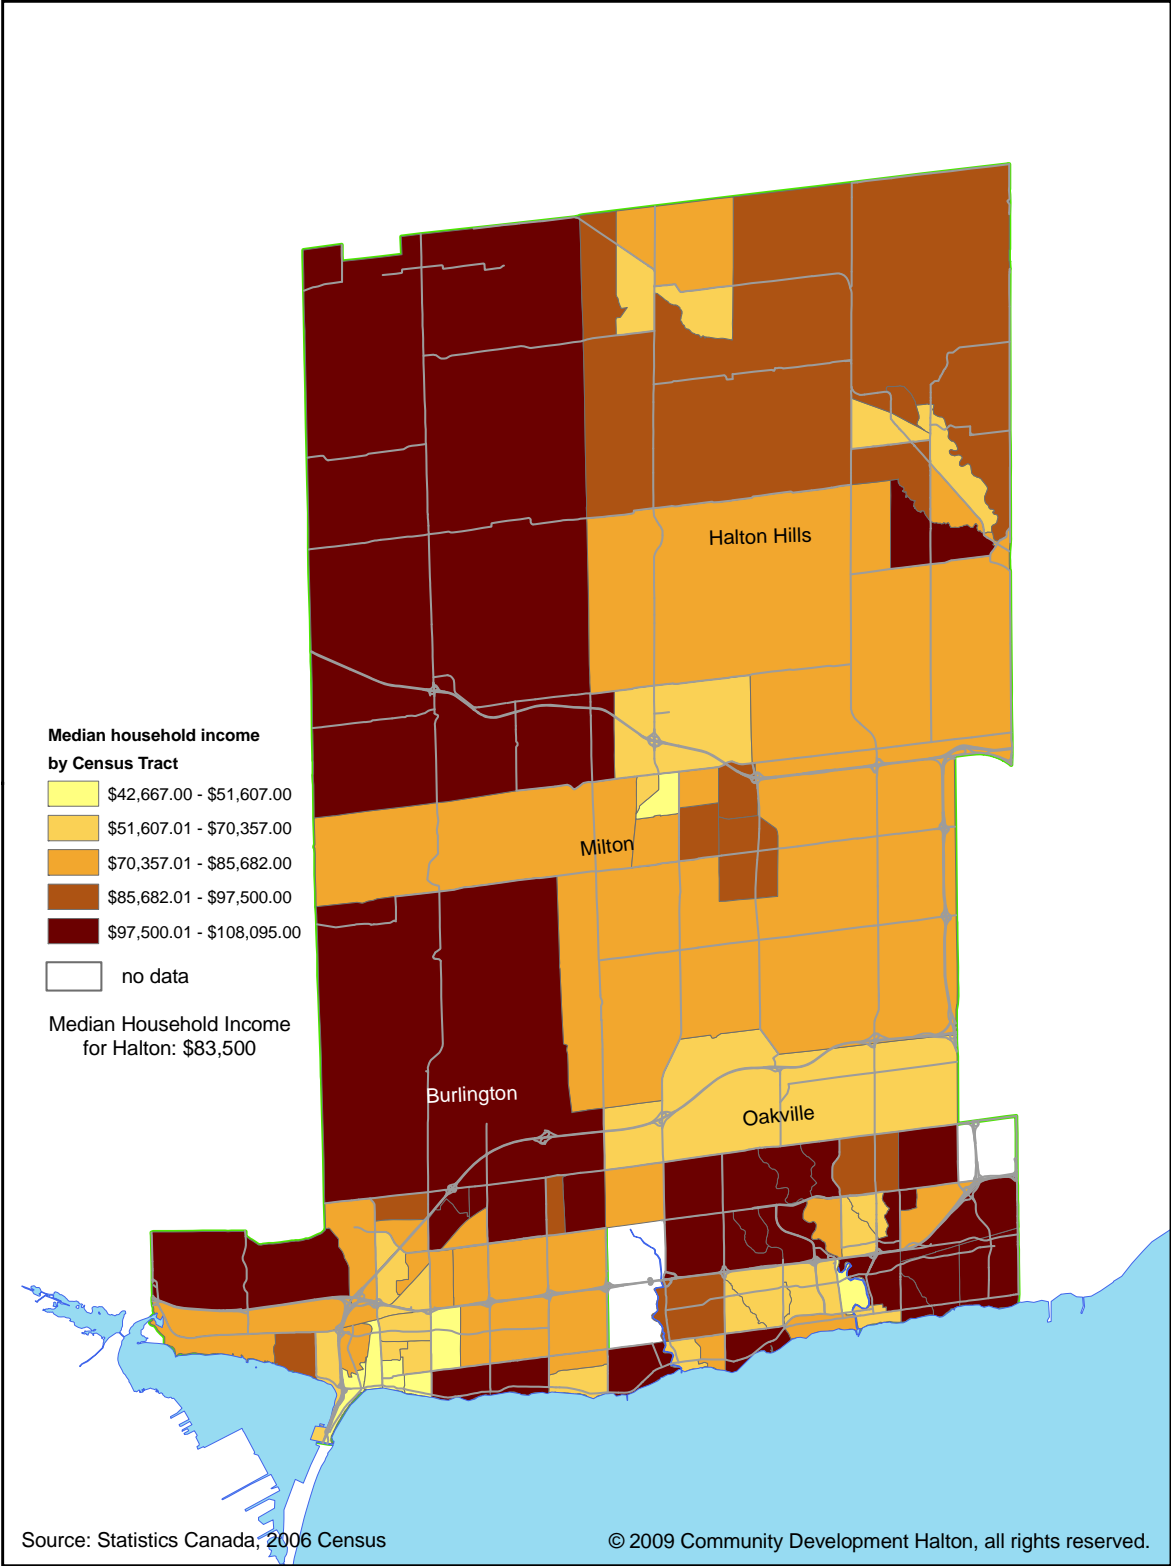 Halton Hills
Median household income
by Census Tract
$42,667.00 - $51,607.00
$51,607.01 - $70,357.00
$70,357.01 - $85,682.00
$85,682.01 - $97,500.00
$97,500.01 - $108,095.00
no data
Median Household Income
for Halton: $83,500
Milton
Burlington
Oakville
Source: Statistics Canada, 2006 Census
© 2009 Community Development Halton, all rights reserved.